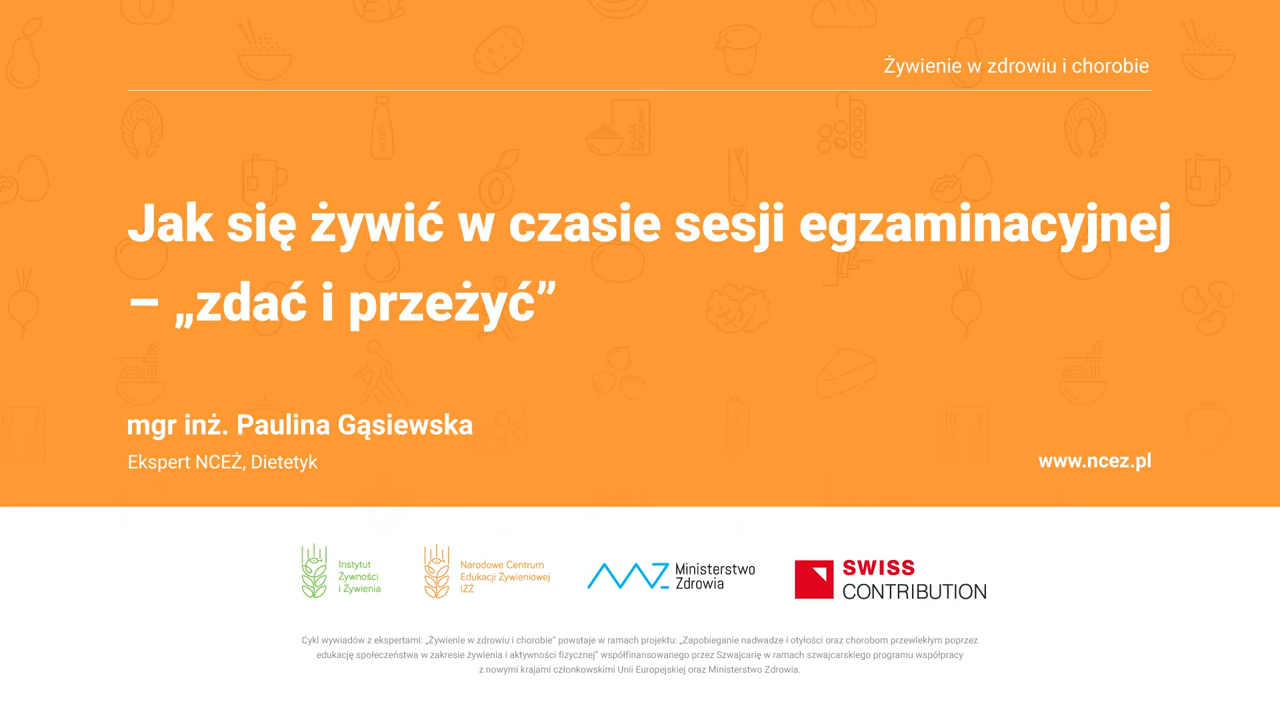 Żywienie w zdrowiu i chorobie
Jak się żywić w czasie sesji egzaminacyjnej
– „zdać i przeżyć”
mgr inż. Paulina Gąsiewska
Ekspert NCEŻ, Dietetyk
www.ncez.pl
Instytut
Żywności
i Żywienia
Narodowe Centrum
Edukacji Żywieniowej
IŻŻ
Ministerstwo
Zdrowia
SWISS
CONTRIBUTION
Cykl wywiadów z ekspertami: „Żywienie w zdrowiu i chorobie” powstaje w ramach projektu: „Zapobieganie nadwadze i otyłości oraz chorobom przewlekłym poprzez
edukację społeczeństwa w zakresie żywienia i aktywności fizycznej” współfinansowanego przez Szwajcarię w ramach szwajcarskiego programu współpracy
z nowymi krajami członkowskimi Unii Europejskiej oraz Ministerstwo Zdrowia.